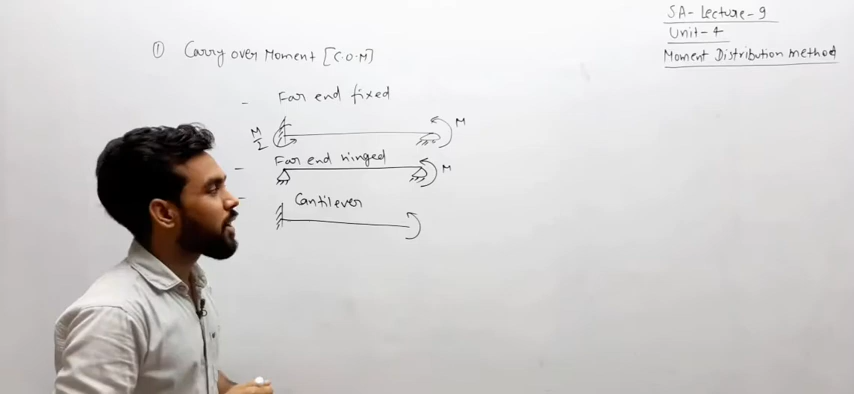 SA- Lecture-9
Unit-4
Moment Distribution method
① Carry over Moment [C.O.M]
- Far end fixed
M/2 M
- Far end hinged
M
- Cantilever